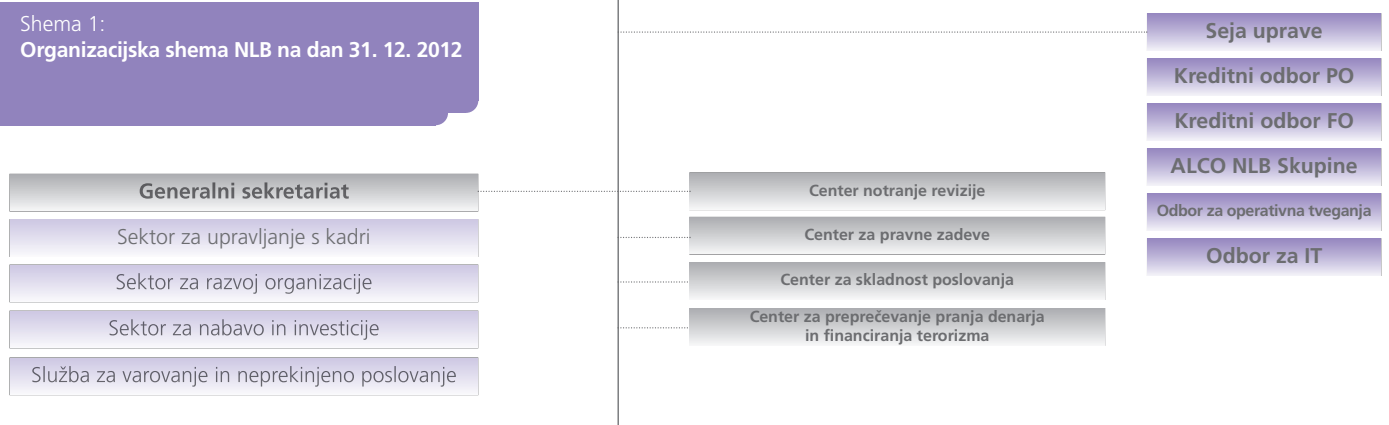 Shema 1:
Organizacijska shema NLB na dan 31. 12. 2012
Generalni sekretariat
Sektor za upravljanje s kadri
Sektor za razvoj organizacije
Sektor za nabavo in investicije
Služba za varovanje in neprekinjeno poslovanje
Center notranje revizije
Center za pravne zadeve
Center za skladnost poslovanja
Center za preprečevanje pranja denarja
in financiranja terorizma
Seja uprave
Kreditni odbor PO
Kreditni odbor FO
ALCO NLB Skupine
Odbor za operativna tveganja
Odbor za IT